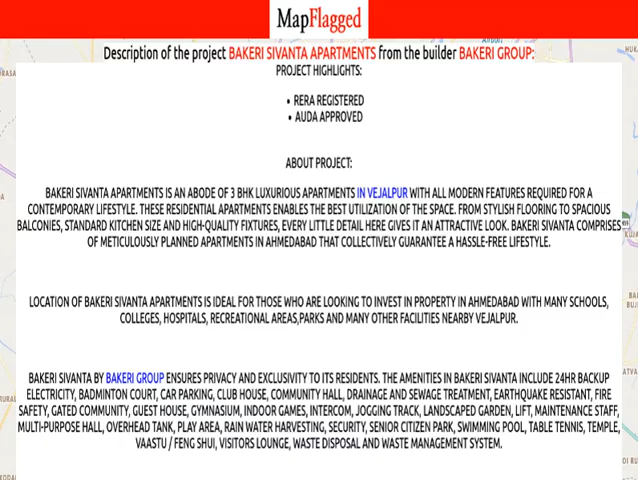 MapFlagged
Description of the project BAKERI SIVANTA APARTMENTS from the builder BAKERI GROUP:
PROJECT HIGHLIGHTS:
• RERA REGISTERED
• AUDA APPROVED
ABOUT PROJECT:
BAKERI SIVANTA APARTMENTS IS AN ABODE OF 3 BHK LUXURIOUS APARTMENTS IN VEJALPUR WITH ALL MODERN FEATURES REQUIRED FOR A
CONTEMPORARY LIFESTYLE. THESE RESIDENTIAL APARTMENTS ENABLES THE BEST UTILIZATION OF THE SPACE. FROM STYLISH FLOORING TO SPACIOUS
BALCONIES, STANDARD KITCHEN SIZE AND HIGH-QUALITY FIXTURES, EVERY LITTLE DETAIL HERE GIVES IT AN ATTRACTIVE LOOK. BAKERI SIVANTA COMPRISES
OF METICULOUSLY PLANNED APARTMENTS IN AHMEDABAD THAT COLLECTIVELY GUARANTEE A HASSLE-FREE LIFESTYLE.
LOCATION OF BAKERI SIVANTA APARTMENTS IS IDEAL FOR THOSE WHO ARE LOOKING TO INVEST IN PROPERTY IN AHMEDABAD WITH MANY SCHOOLS,
COLLEGES, HOSPITALS, RECREATIONAL AREAS,PARKS AND MANY OTHER FACILITIES NEARBY VEJALPUR.
BAKERI SIVANTA BY BAKERI GROUP ENSURES PRIVACY AND EXCLUSIVITY TO ITS RESIDENTS. THE AMENITIES IN BAKERI SIVANTA INCLUDE 24HR BACKUP
ELECTRICITY, BADMINTON COURT, CAR PARKING, CLUB HOUSE, COMMUNITY HALL, DRAINAGE AND SEWAGE TREATMENT, EARTHQUAKE RESISTANT, FIRE
SAFETY, GATED COMMUNITY, GUEST HOUSE, GYMNASIUM, INDOOR GAMES, INTERCOM, JOGGING TRACK, LANDSCAPED GARDEN, LIFT, MAINTENANCE STAFF,
MULTI-PURPOSE HALL, OVERHEAD TANK, PLAY AREA, RAIN WATER HARVESTING, SECURITY, SENIOR CITIZEN PARK, SWIMMING POOL, TABLE TENNIS, TEMPLE,
VAASTU / FENG SHUI, VISITORS LOUNGE, WASTE DISPOSAL AND WASTE MANAGEMENT SYSTEM.